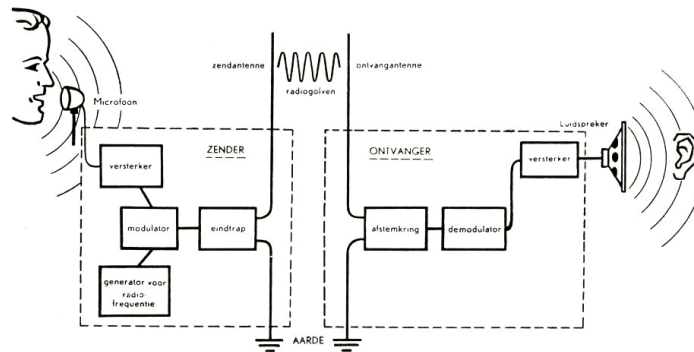 zendantenne
ontvangantenne
radiogolven
Microfoon
Luidspreker
ZENDER
ONTVANGER
versterker
versterker
modulator
eindtrap
afstemkring
demodulator
generator voor
radio-
frequentie
AARDE